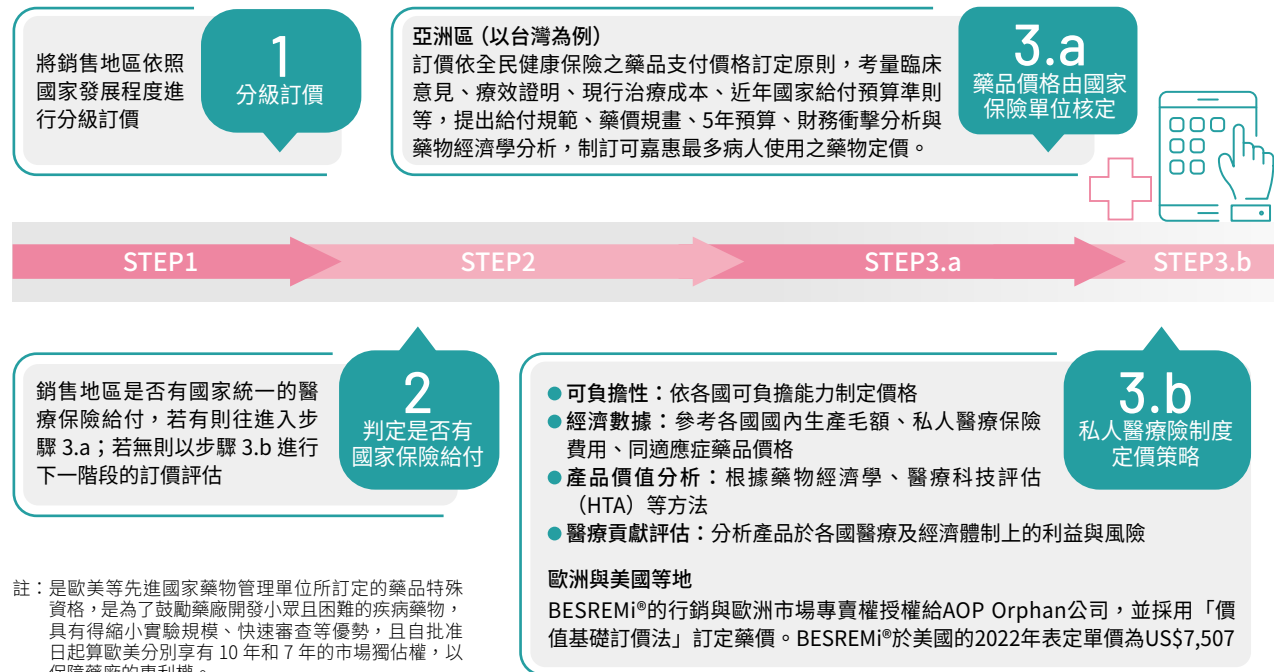 將銷售地區依照
國家發展程度進
行分級訂價
1
分級訂價
亞洲區（以台灣為例）
訂價依全民健康保險之藥品支付價格訂定原則，考量臨床
意見、療效證明、現行治療成本、近年國家給付預算準則
等，提出給付規範、藥價規畫、5年預算、財務衝擊分析與
藥物經濟學分析，制訂可嘉惠最多病人使用之藥物定價。
3.a
藥品價格由國家
保險單位核定
STEP1
STEP2
STEP3.a
STEP3.b
銷售地區是否有國家統一的醫
療保險給付，若有則往進入步
驟 3.a；若無則以步驟 3.b 進行
下一階段的訂價評估
2
判定是否有
國家保險給付
●可負擔性：依各國可負擔能力制定價格
●經濟數據：參考各國國內生產毛額、私人醫療保險
費用、同適應症藥品價格
●產品價值分析：根據藥物經濟學、醫療科技評估
（HTA）等方法
●醫療貢獻評估：分析產品於各國醫療及經濟體制上的利益與風險
3.b
私人醫療險制度
定價策略
歐洲與美國等地
BESREMi®的行銷與歐洲市場專賣權授權給AOP Orphan公司，並採用「價
值基礎訂價法」訂定藥價。BESREMi®於美國的2022年表定單價為US$7,507
註：是歐美等先進國家藥物管理單位所訂定的藥品特殊
資格，是為了鼓勵藥廠開發小眾且困難的疾病藥物，
具有得縮小實驗規模、快速審查等優勢，且自批准
日起算歐美分別享有 10 年和 7 年的市場獨佔權，以
保障藥廠的專利權。